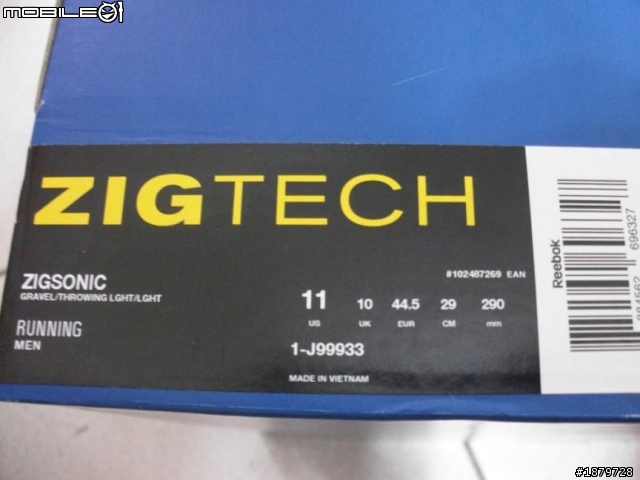 MOBILE01
ZIGTECH
ZIGSONIC
GRAVEL/THROWING LGHT/LGHT
RUNNING
MEN
#102487269 EAN
11 10 44.5 29 290
US UK EUR CM mm
1-J99933
MADE IN VIETNAM
Reebok
696327
#1879728